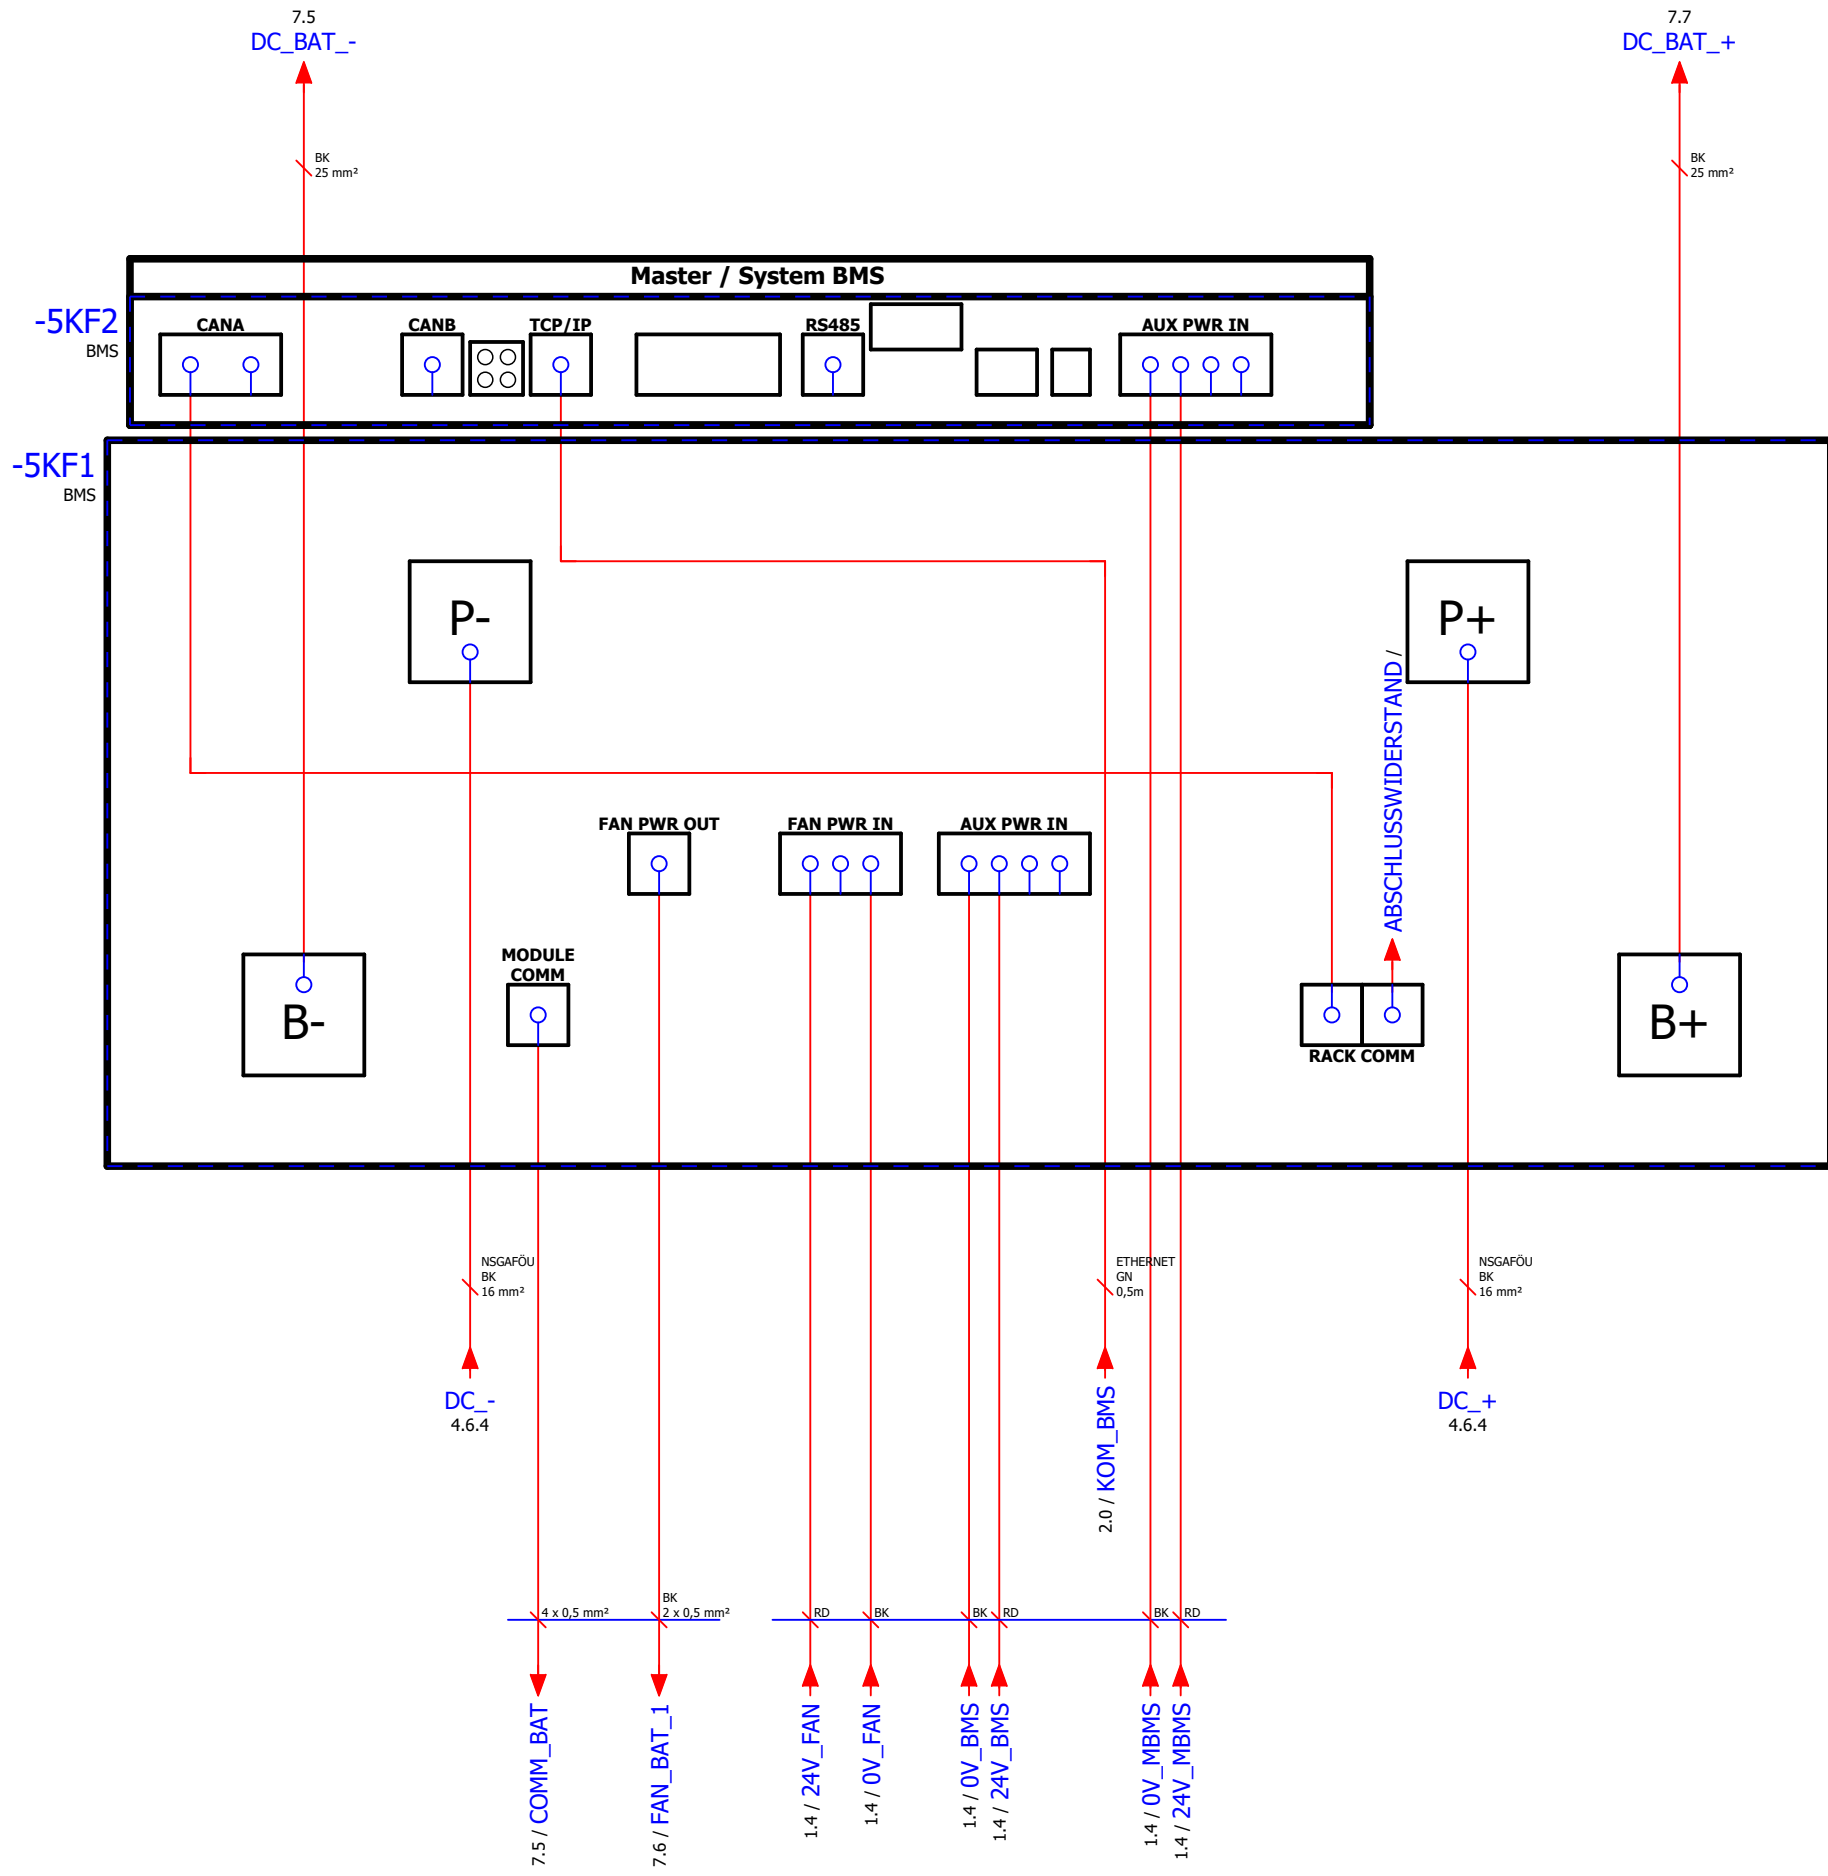 7.5
DC_BAT_-
7.7
DC_BAT_+
BK
25 mm²
BK
25 mm²
Master / System BMS
-5KF2
BMS
CANA
CANB
TCP/IP
RS485
AUX PWR IN
-5KF1
BMS
P-
P+
ABSCHLUSSWIDERSTAND /
FAN PWR OUT
FAN PWR IN
AUX PWR IN
MODULE
COMM
B-
RACK COMM
B+
NSGAFÖU
BK
16 mm²
ETHERNET
GN
0,5m
NSGAFÖU
BK
16 mm²
DC_-
4.6.4
2.0 / KOM_BMS
DC_+
4.6.4
4 x 0,5 mm²
BK
2 x 0,5 mm²
RD
BK
BK
RD
BK
RD
7.5 / COMM_BAT
7.6 / FAN_BAT_1
1.4 / 24V_FAN
1.4 / 0V_FAN
1.4 / 0V_BMS
1.4 / 24V_BMS
1.4 / 0V_MBMS
1.4 / 24V_MBMS